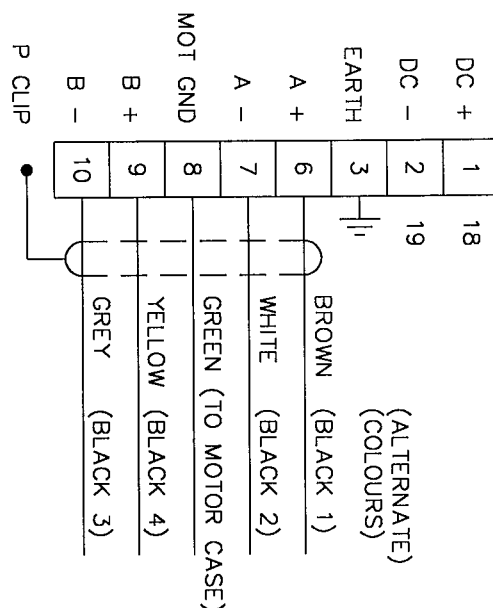 DC + 1 18
DC - 2 19
EARTH 3
A + 6 BROWN (BLACK 1)
A - 7 WHITE (BLACK 2)
MOT GND 8 GREEN (TO MOTOR CASE)
B + 9 YELLOW (BLACK 4)
B - 10 GREY (BLACK 3)
P CLIP
(ALTERNATE)
(COLOURS)